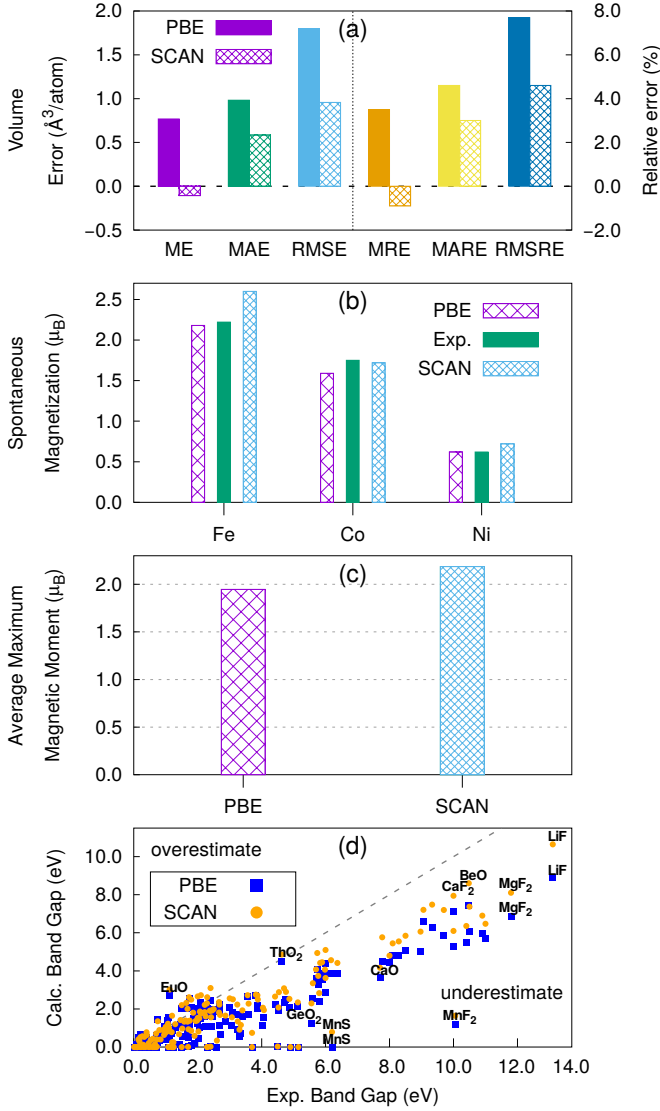 2.0
1.5
1.0
0.5
0.0
−0.5
Volume
Error (Å³/atom)
PBE
SCAN
(a)
8.0
6.0
4.0
2.0
0.0
−2.0
Relative error (%)
ME MAE RMSE MRE MARE RMSRE
2.5
2.0
1.5
1.0
0.5
0.0
Spontaneous
Magnetization (μB)
(b)
PBE
Exp.
SCAN
Fe Co Ni
2.0
1.5
1.0
0.5
0.0
Average Maximum
Magnetic Moment (μB)
(c)
PBE SCAN
10.0
8.0
6.0
4.0
2.0
0.0
Calc. Band Gap (eV)
(d)
overestimate
PBE
SCAN
LiF
LiF
BeO
CaF₂
MgF₂
MgF₂
ThO₂
CaO
EuO
underestimate
GeO₂
MnF₂
MnS
MnS
0.0 2.0 4.0 6.0 8.0 10.0 12.0 14.0
Exp. Band Gap (eV)